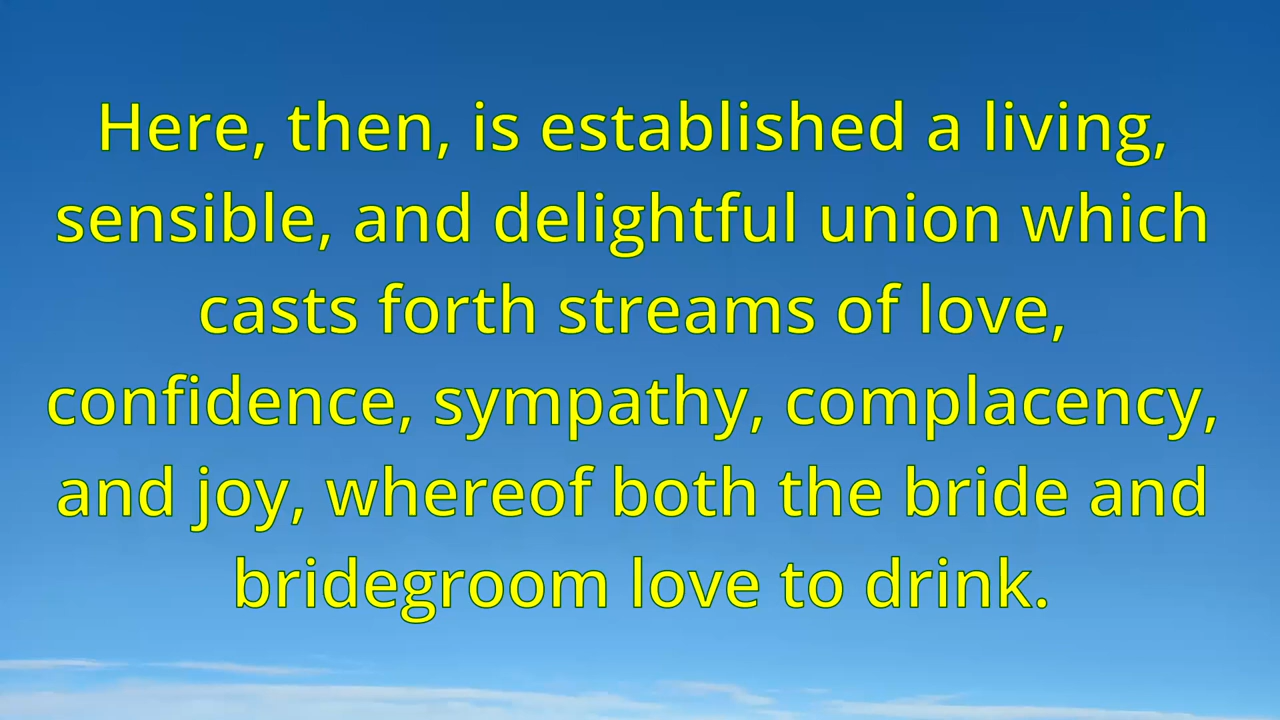 Here, then, is established a living,
sensible, and delightful union which
casts forth streams of love,
confidence, sympathy, complacency,
and joy, whereof both the bride and
bridegroom love to drink.